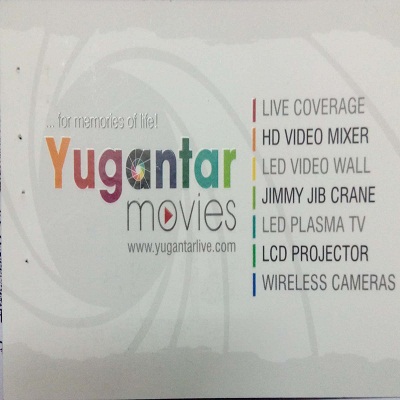 ... for memories of life!
Yugantar
movies
www.yugantarlive.com
LIVE COVERAGE
HD VIDEO MIXER
LED VIDEO WALL
JIMMY JIB CRANE
LED PLASMA TV
LCD PROJECTOR
WIRELESS CAMERAS